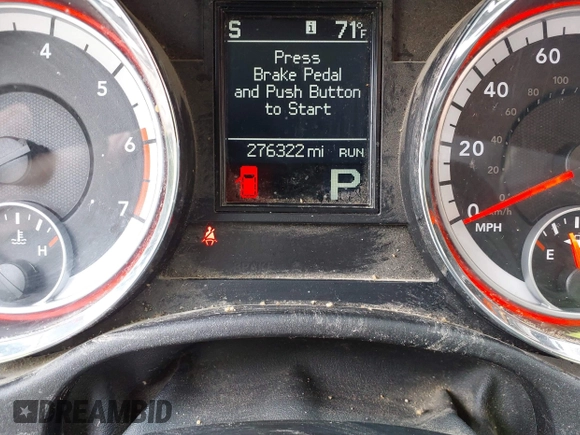 S i 71°F
Press
Brake Pedal
and Push Button
to Start
276322 mi RUN
P
4
5
6
7
H
60
40
20
0
100
km/h
MPH
E
DREAMBID